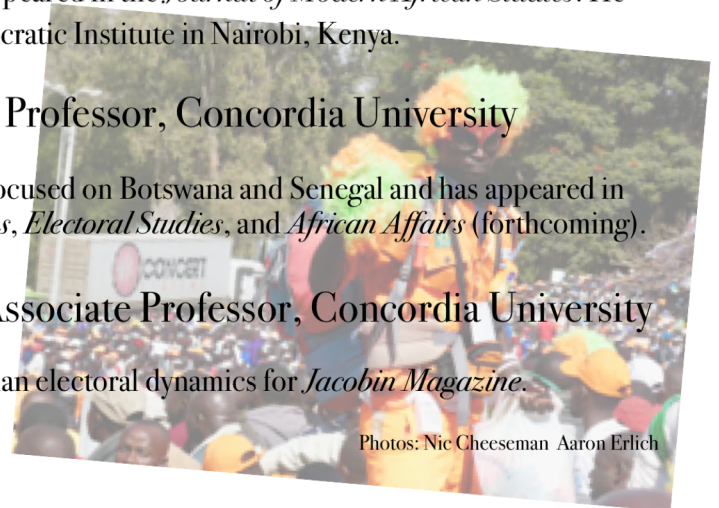 cratic Institute in Nairobi, Kenya.
Professor, Concordia University
ocused on Botswana and Senegal and has appeared in
s, Electoral Studies, and African Affairs (forthcoming).
CONCERT
Associate Professor, Concordia University
an electoral dynamics for Jacobin Magazine.
Photos: Nic Cheeseman Aaron Erlich